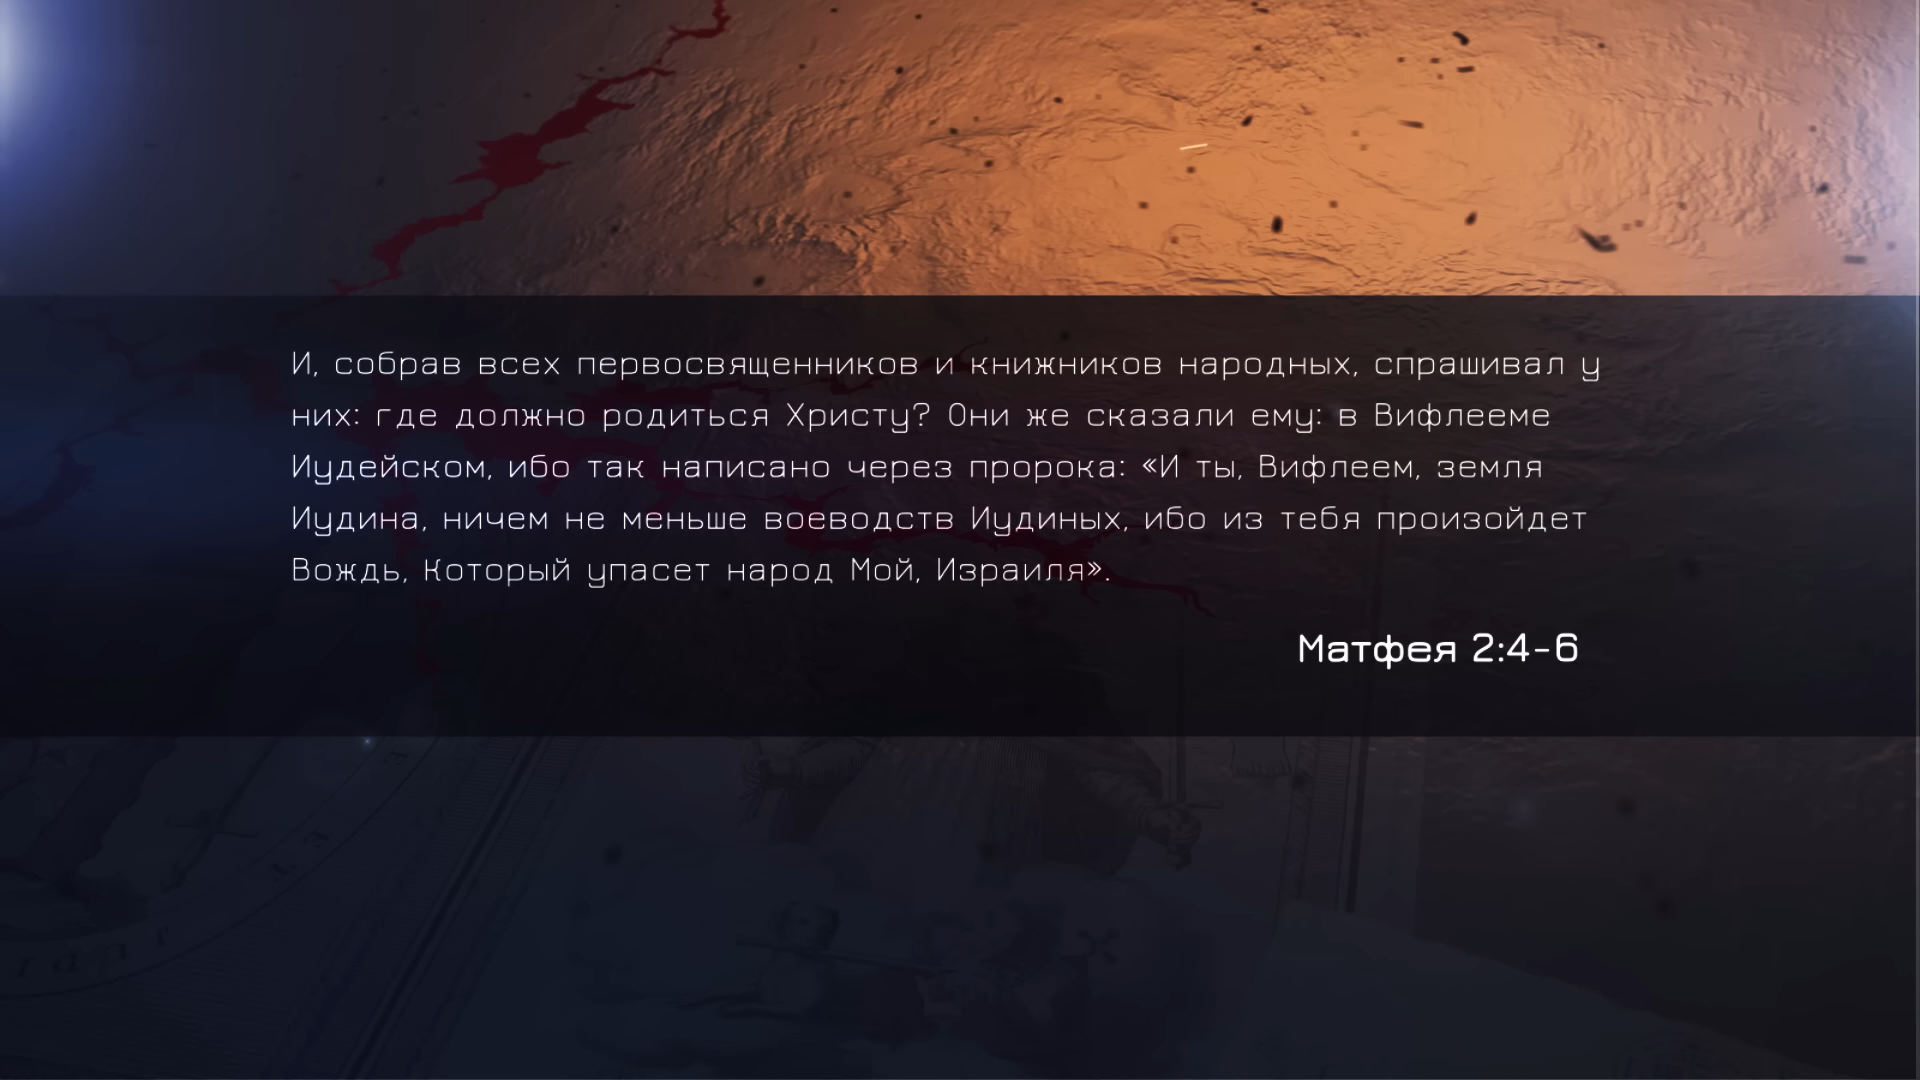 И, собрав всех первосвященников и книжников народных, спрашивал у
них: где должно родиться Христу? Они же сказали ему: в Вифлееме
Иудейском, ибо так написано через пророка: «И ты, Вифлеем, земля
Иудина, ничем не меньше воеводств Иудиных, ибо из тебя произойдет
Вождь, Который упасет народ Мой, Израиля».
Матфея 2:4-6